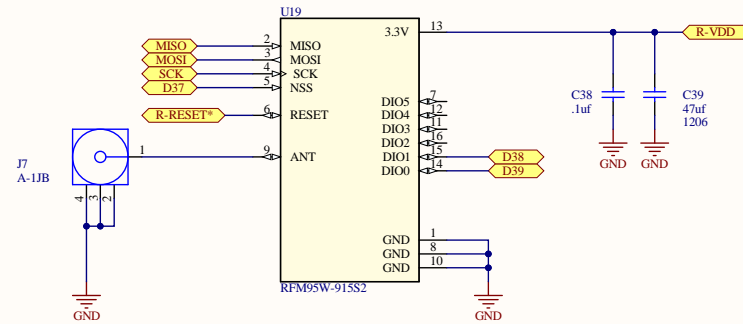 U19
3.3V 13 R-VDD
MISO 2 MISO
MOSI 3 MOSI
SCK 4 SCK
D37 5 NSS
R-RESET* 6 RESET
DIO5 7
DIO4 12
DIO3 11
DIO2 16
DIO1 15 D38
DIO0 14 D39
C38
.1uf
C39
47uf
1206
GND
GND
J7
A-1JB
1 9 ANT
4 3 2
GND 1
GND 8
GND 10
RFM95W-915S2
GND
GND